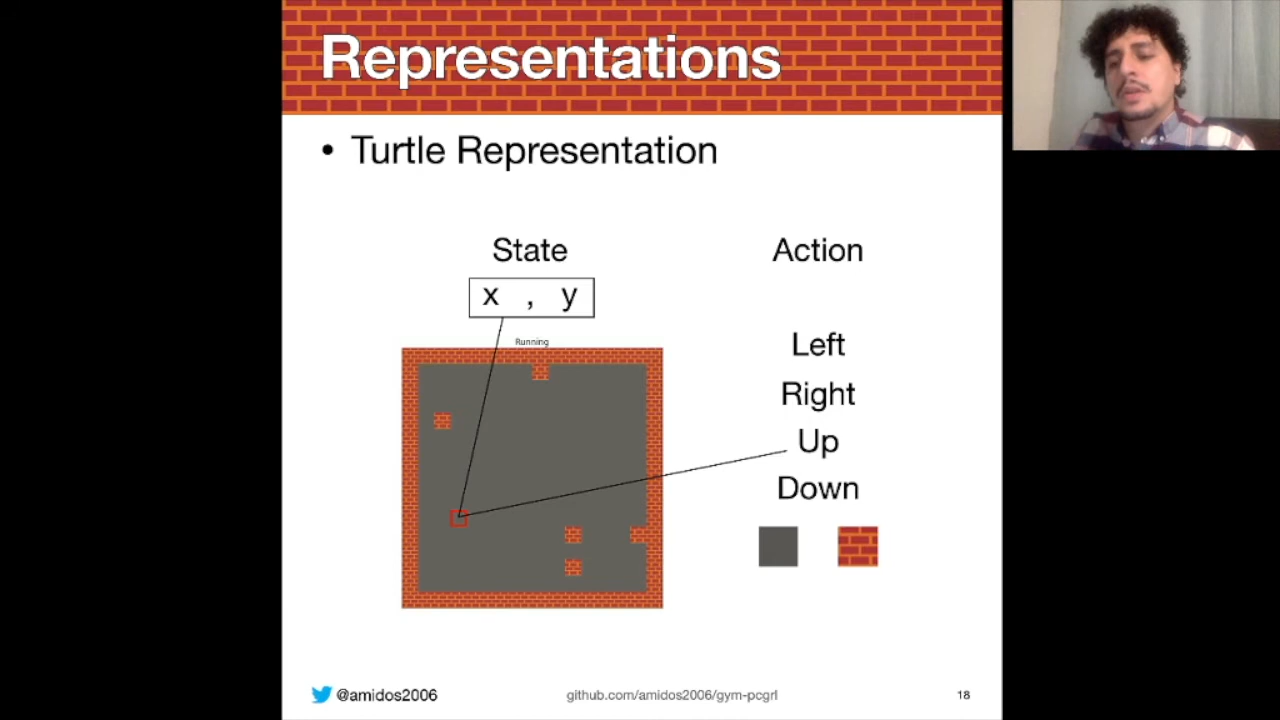 Representations
• Turtle Representation
State
Action
x , y
Running
Left
Right
Up
Down
@amidos2006
github.com/amidos2006/gym-pcgrl
18